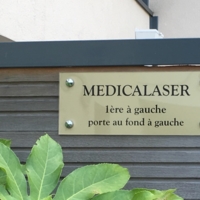 MEDICALASER
1ère à gauche
porte au fond à gauche